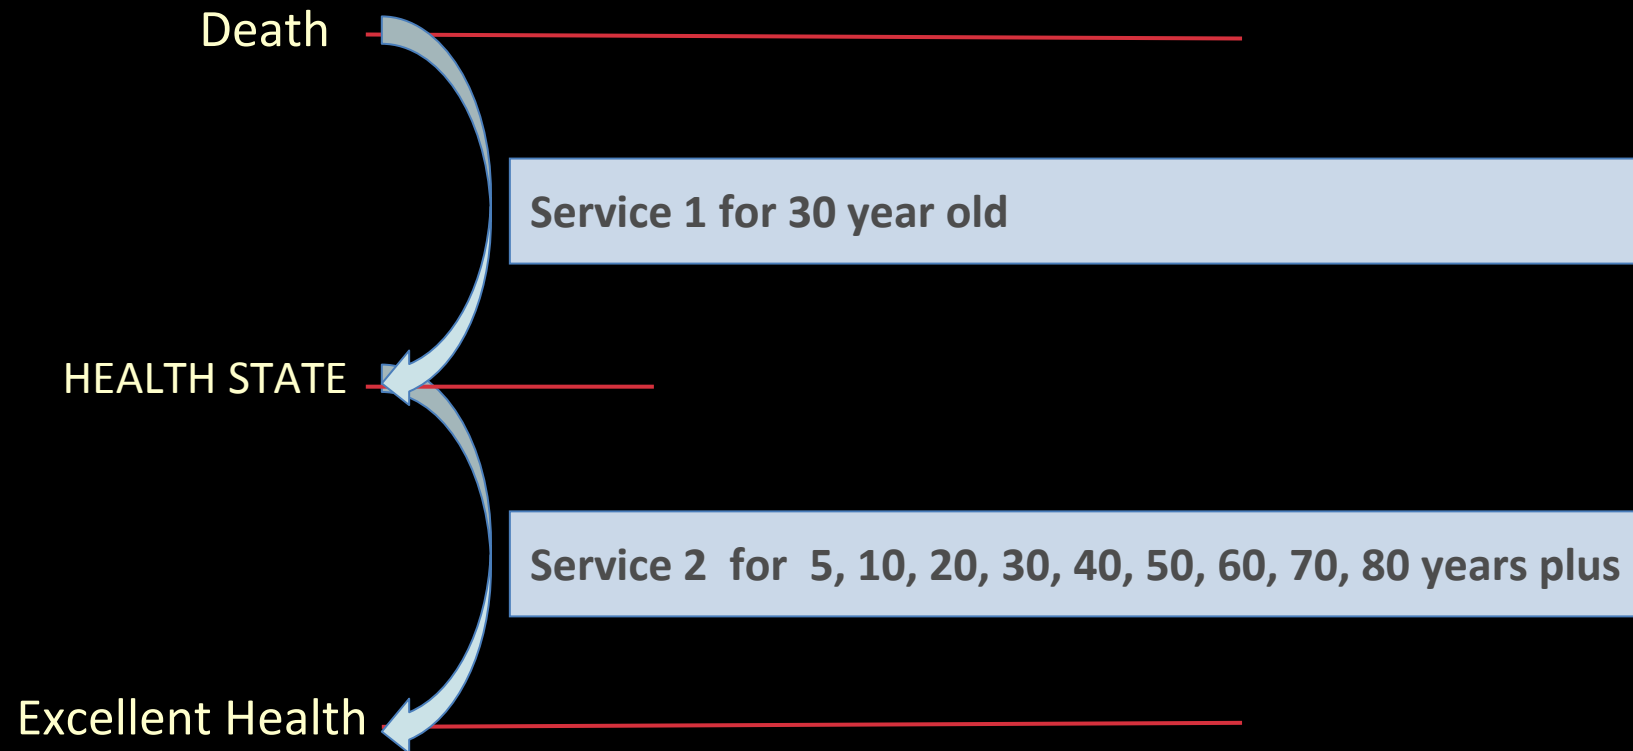 Death
Service 1 for 30 year old
HEALTH STATE
Service 2  for  5, 10, 20, 30, 40, 50, 60, 70, 80 years plus
Excellent Health